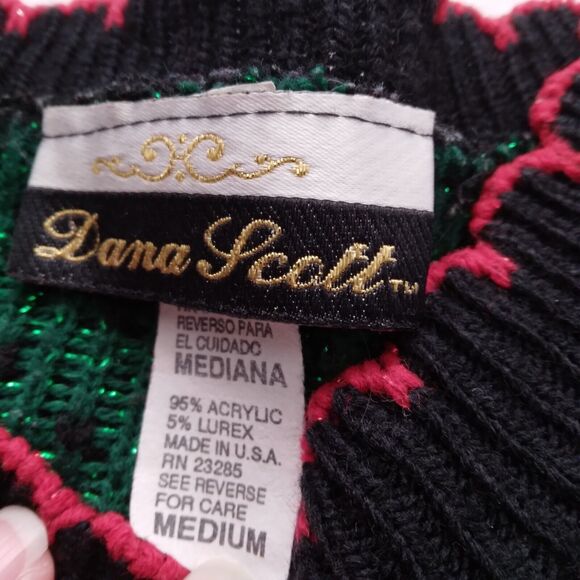 Dana Scott™
REVERSO PARA
EL CUIDADO
MEDIANA
95% ACRYLIC
5% LUREX
MADE IN U.S.A.
RN 23285
SEE REVERSE
FOR CARE
MEDIUM